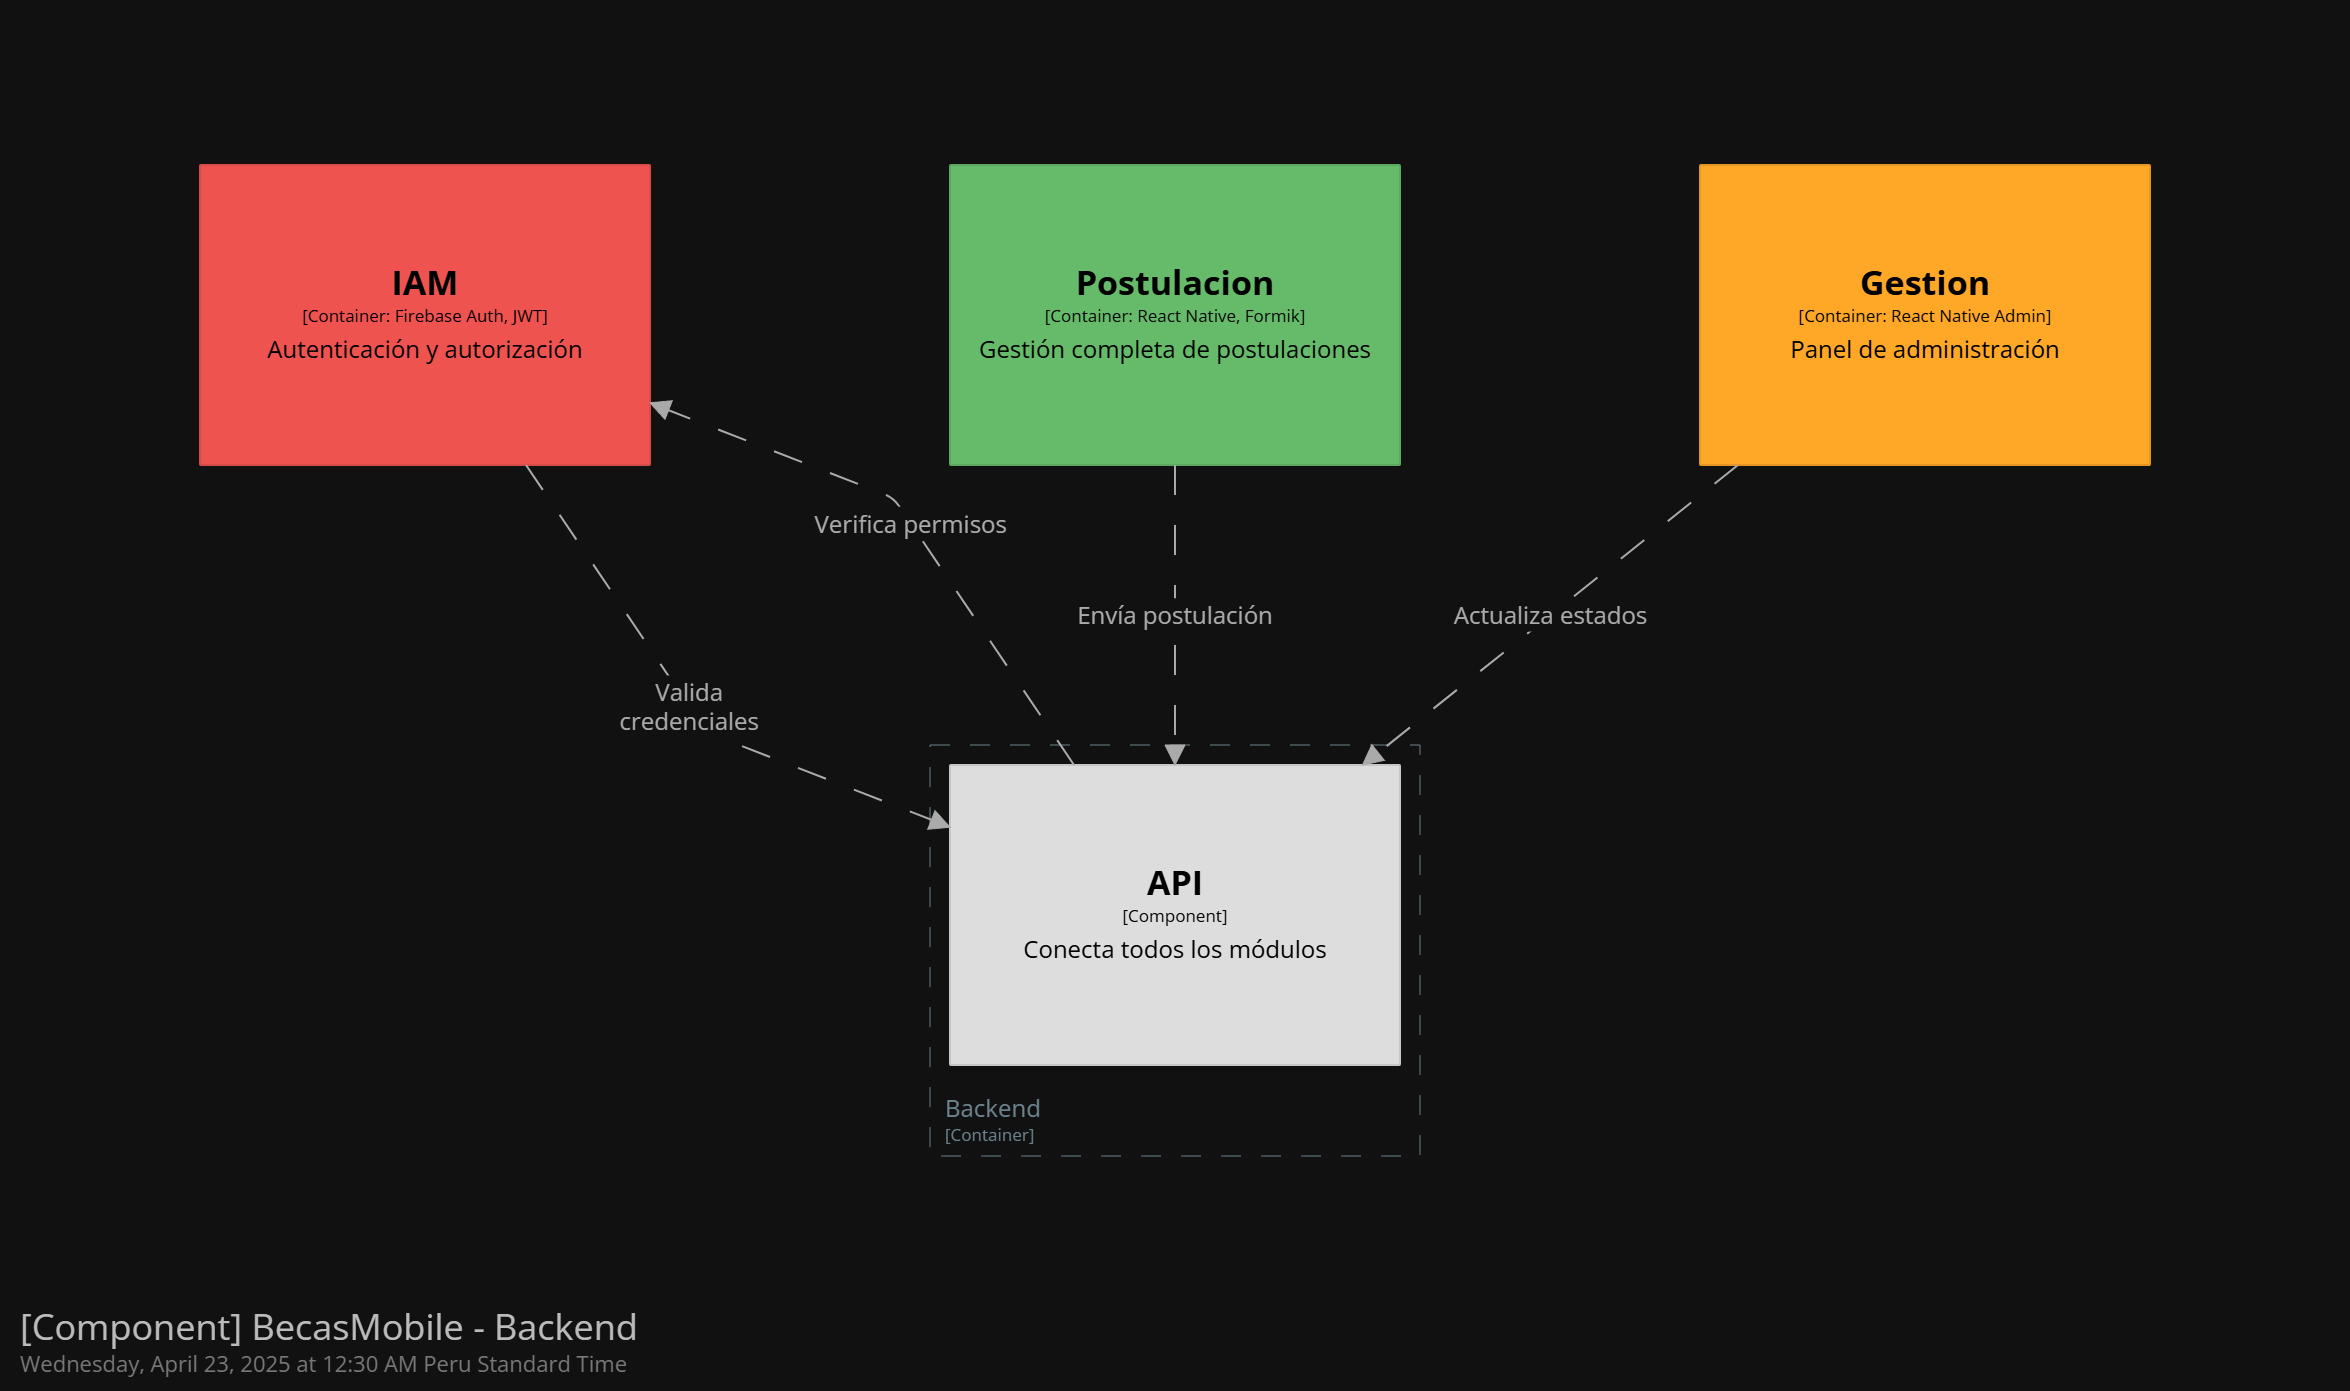 IAM
[Container: Firebase Auth, JWT]
Autenticación y autorización
Postulacion
[Container: React Native, Formik]
Gestión completa de postulaciones
Gestion
[Container: React Native Admin]
Panel de administración
Verifica permisos
Envía postulación
Actualiza estados
Valida
credenciales
API
[Component]
Conecta todos los módulos
Backend
[Container]
[Component] BecasMobile - Backend
Wednesday, April 23, 2025 at 12:30 AM Peru Standard Time